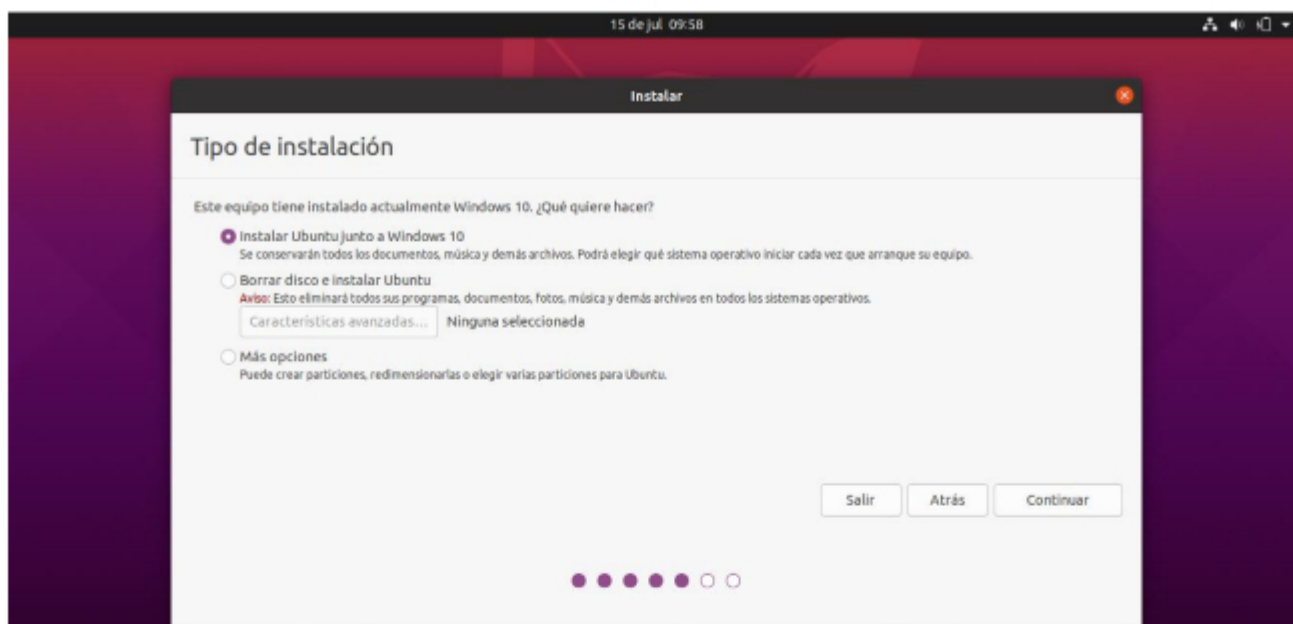 15 de jul 09:58
Instalar
Tipo de instalación
Este equipo tiene instalado actualmente Windows 10. ¿Qué quiere hacer?
Instalar Ubuntu junto a Windows 10
Se conservarán todos los documentos, música y demás archivos. Podrá elegir qué sistema operativo iniciar cada vez que arranque su equipo.
Borrar disco e instalar Ubuntu
Aviso: Esto eliminará todos sus programas, documentos, fotos, música y demás archivos en todos los sistemas operativos.
Características avanzadas... Ninguna seleccionada
Más opciones
Puede crear particiones, redimensionarlas o elegir varias particiones para Ubuntu.
Salir Atrás Continuar